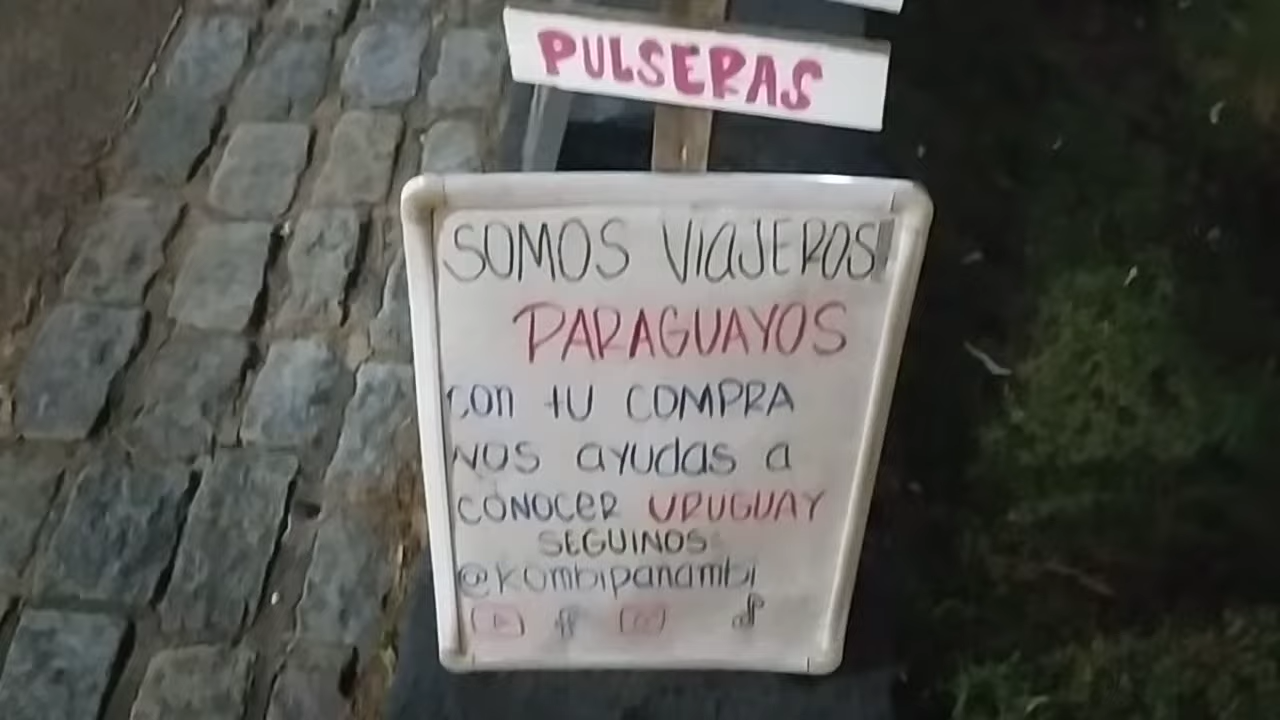 PULSERAS
SOMOS VIAJEROS
PARAGUAYOS
con tU COMPRA
NOS ayudas a
CONOCER URUGUAY
SEGUINOS
@kombipanambi